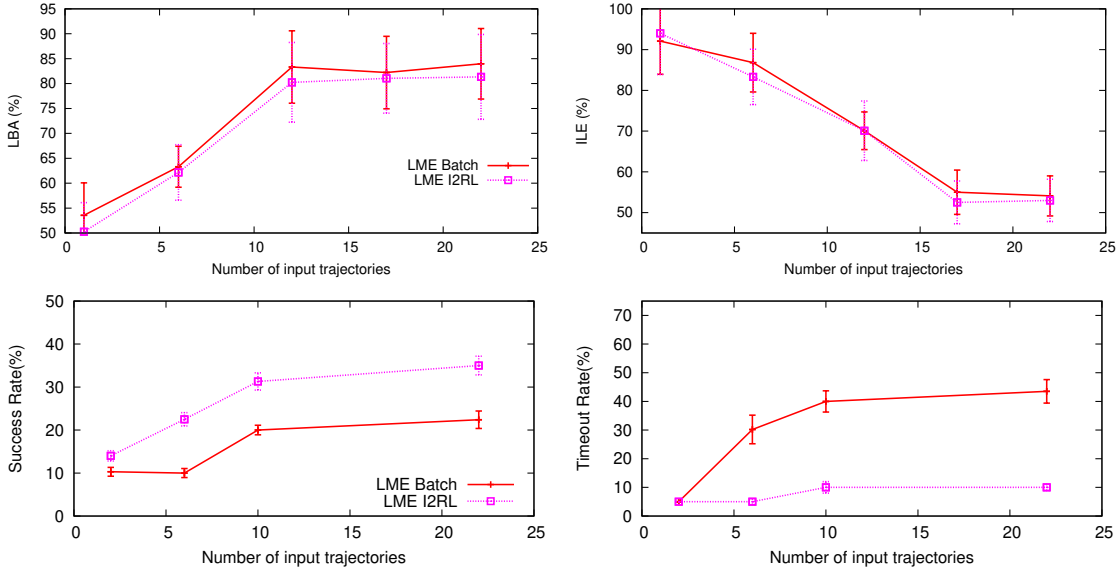 95
90
85
80
75
70
65
60
55
50
LBA (%)
LME Batch
LME I2RL
0 5 10 15 20 25
Number of input trajectories
100
90
80
70
60
50
ILE (%)
0 5 10 15 20 25
Number of input trajectories
50
40
30
20
10
0
Success Rate(%)
LME Batch
LME I2RL
0 5 10 15 20 25
Number of input trajectories
70
60
50
40
30
20
10
0
Timeout Rate(%)
0 5 10 15 20 25
Number of input trajectories